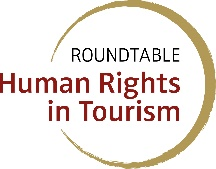 ROUNDTABLE
Human Rights
in Tourism